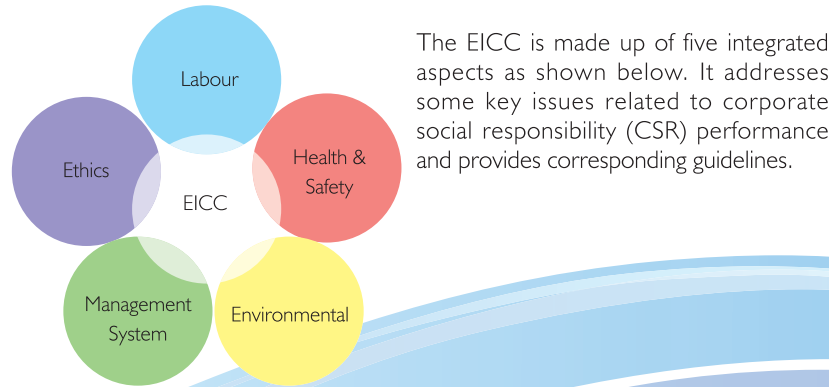 Labour
Health &
Safety
Ethics
EICC
Management
System
Environmental
The EICC is made up of five integrated
aspects as shown below. It addresses
some key issues related to corporate
social responsibility (CSR) performance
and provides corresponding guidelines.